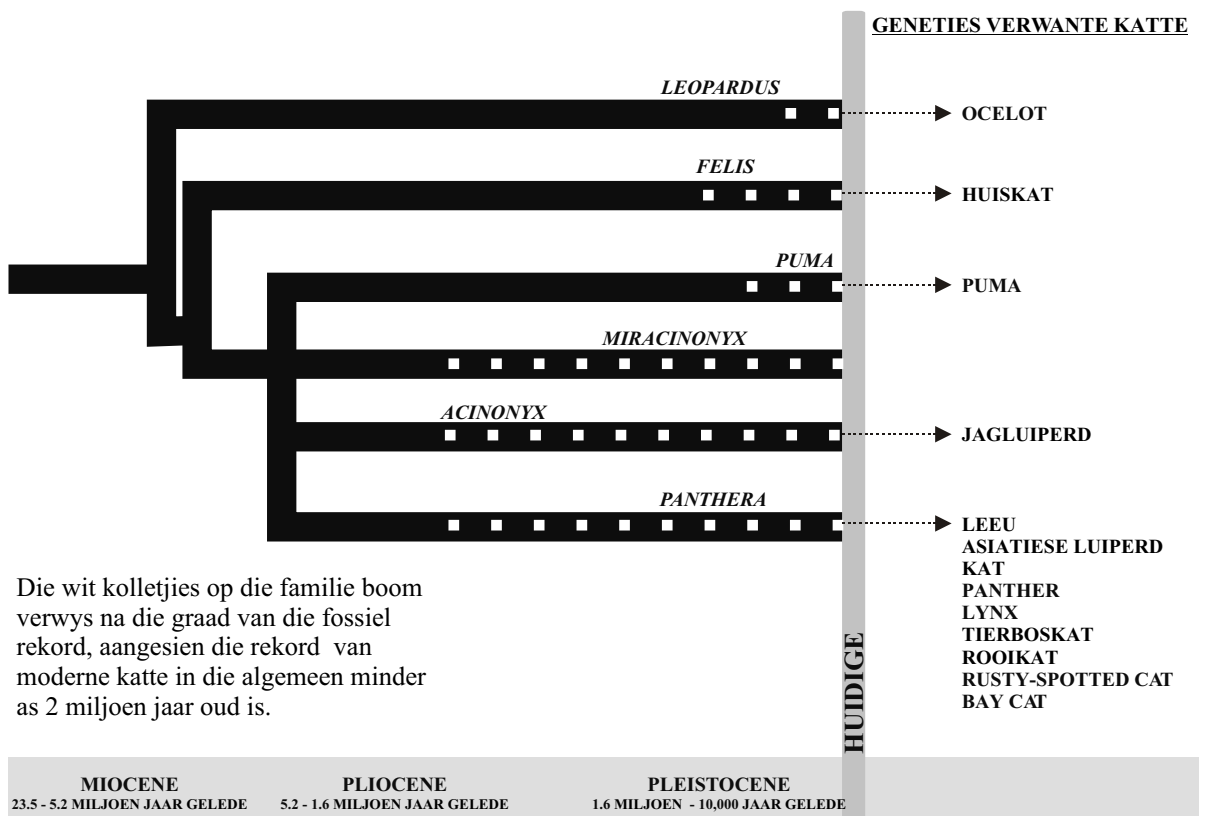 GENETIES VERWANTE KATTE
LEOPARDUS
OCELOT
FELIS
HUISKAT
PUMA
PUMA
MIRACINONYX
ACINONYX
JAGLUIPERD
PANTHERA
LEEU
ASIATIESE LUIPERD
KAT
PANTHER
LYNX
TIERBOSKAT
ROOIKAT
RUSTY-SPOTTED CAT
BAY CAT
Die wit kolletjies op die familie boom
verwys na die graad van die fossiel
rekord, aangesien die rekord van
moderne katte in die algemeen minder
as 2 miljoen jaar oud is.
HUIDIGE
MIOCENE
23.5 - 5.2 MILJOEN JAAR GELEDE
PLIOCENE
5.2 - 1.6 MILJOEN JAAR GELEDE
PLEISTOCENE
1.6 MILJOEN - 10,000 JAAR GELEDE